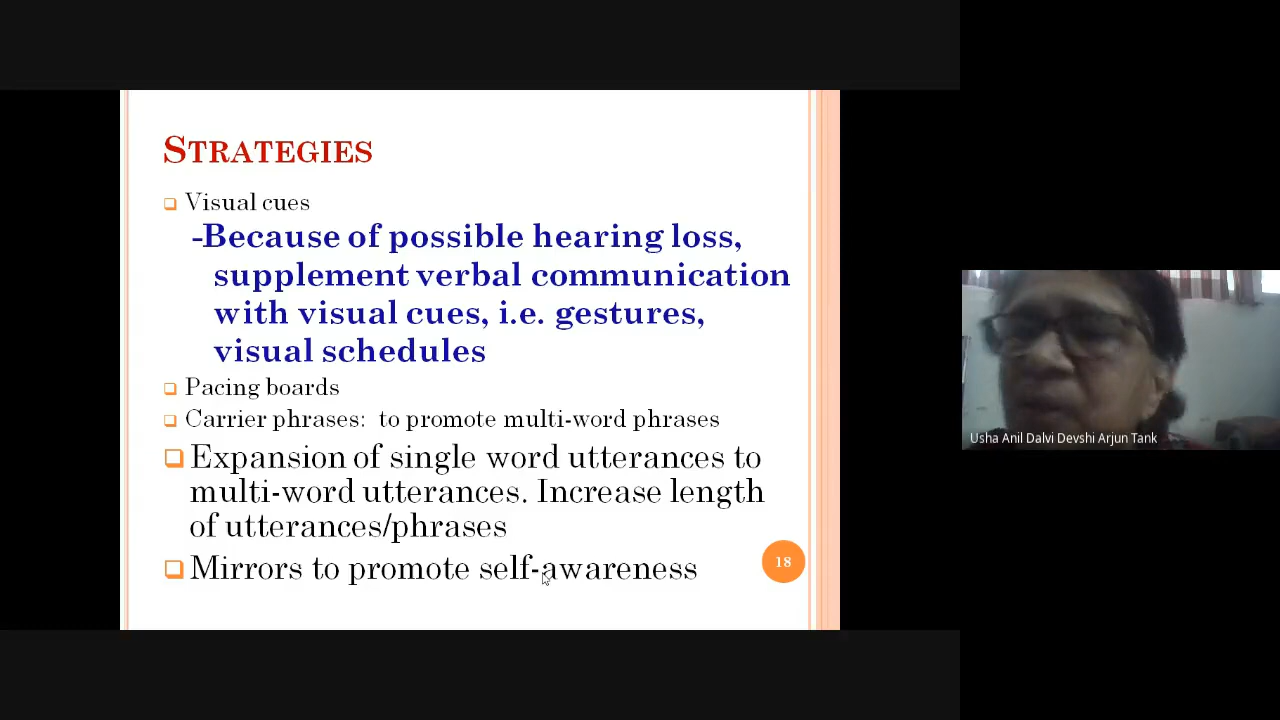 STRATEGIES
Visual cues
-Because of possible hearing loss,
supplement verbal communication
with visual cues, i.e. gestures,
visual schedules
Pacing boards
Carrier phrases: to promote multi-word phrases
Expansion of single word utterances to
multi-word utterances. Increase length
of utterances/phrases
Mirrors to promote self-awareness
18
Usha Anil Dalvi Devshi Arjun Tank